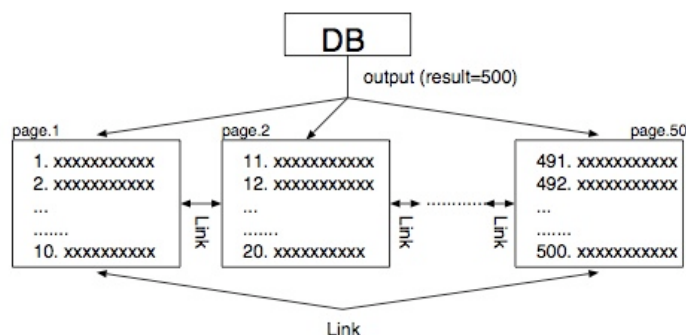 DB
output (result=500)
page.1
1. xxxxxxxxxxx
2. xxxxxxxxxxx
...
.......
10. xxxxxxxxxx
Link
page.2
11. xxxxxxxxxxx
12. xxxxxxxxxxx
...
.......
20. xxxxxxxxxx
Link
............
Link
page.50
491. xxxxxxxxxxx
492. xxxxxxxxxxx
...
.......
500. xxxxxxxxxxx
Link